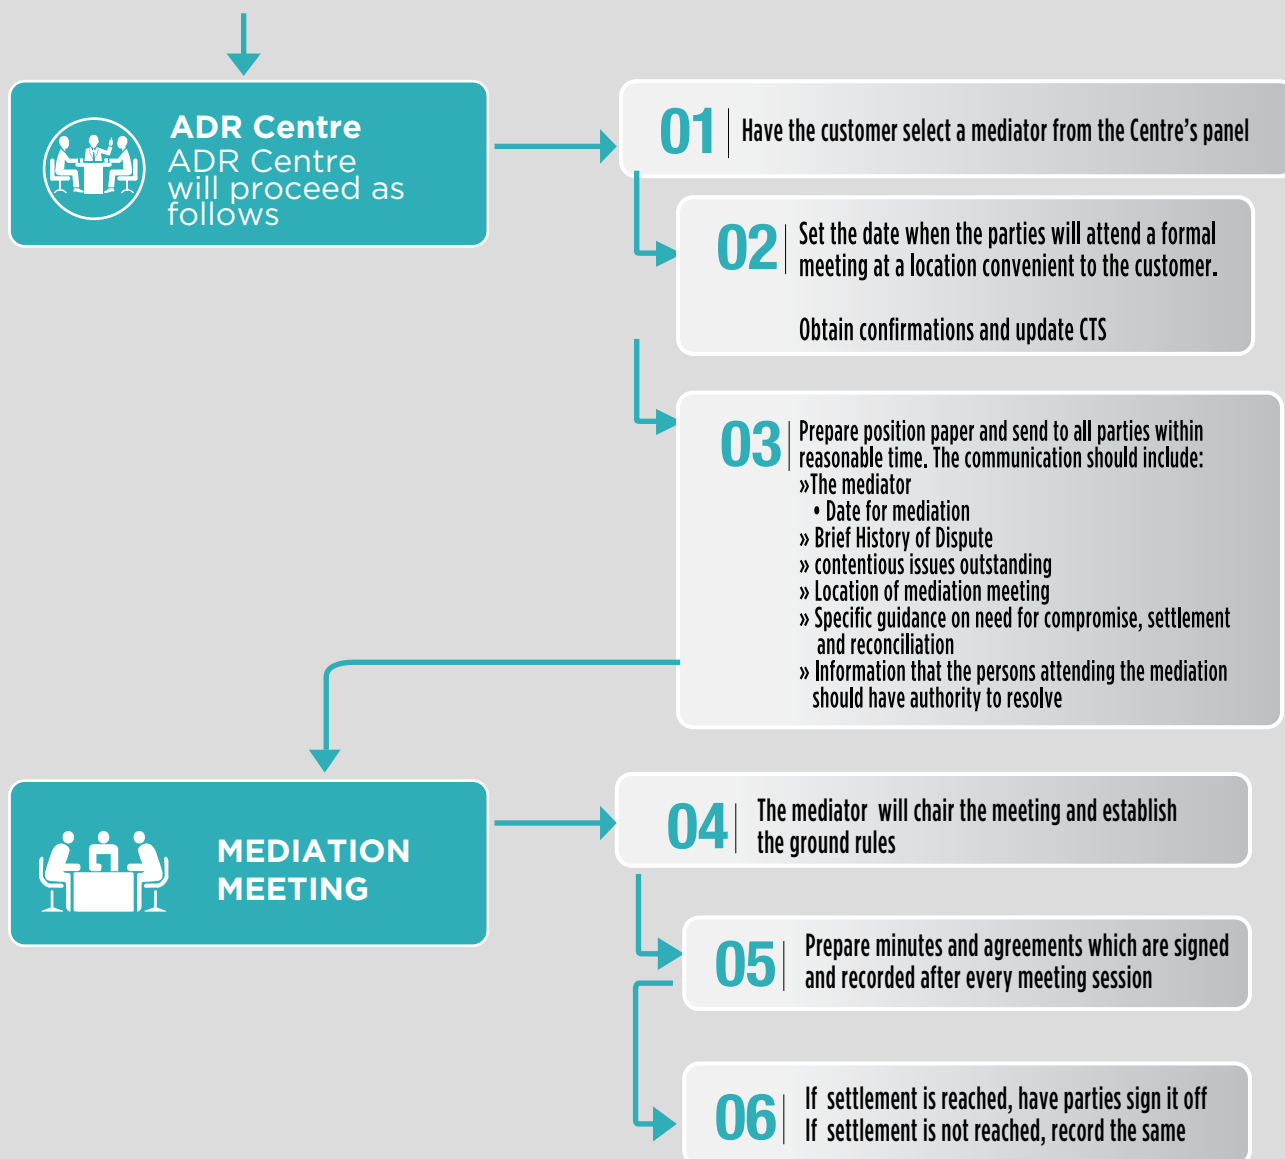 ADR Centre
ADR Centre
will proceed as
follows
01 Have the customer select a mediator from the Centre's panel
02 Set the date when the parties will attend a formal
meeting at a location convenient to the customer.
Obtain confirmations and update CTS
03 Prepare position paper and send to all parties within
reasonable time. The communication should include:
»The mediator
• Date for mediation
» Brief History of Dispute
» contentious issues outstanding
» Location of mediation meeting
» Specific guidance on need for compromise, settlement
and reconciliation
» Information that the persons attending the mediation
should have authority to resolve
MEDIATION
MEETING
04 The mediator will chair the meeting and establish
the ground rules
05 Prepare minutes and agreements which are signed
and recorded after every meeting session
06 If settlement is reached, have parties sign it off
If settlement is not reached, record the same